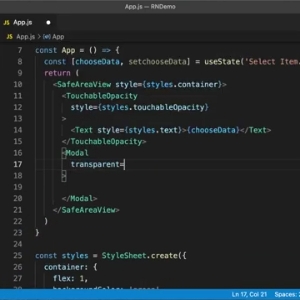 App.js — RNDemo
JS App.js
JS App.js > App
7 const App = () => {
8 const [chooseData, setchooseData] = useState('Select Item.
9 return (
10 <SafeAreaView style={styles.container}>
11 <TouchableOpacity
12 style={styles.touchableOpacity}
13 >
14 <Text style={styles.text}>{chooseData}</Text>
15 </TouchableOpacity>
16 <Modal
17 transparent=
18 >
19
20 </Modal>
21 </SafeAreaView>
22 )
23 }
24
25 const styles = StyleSheet.create({
26 container: {
27 flex: 1,
Ln 17, Col 21 Spaces: